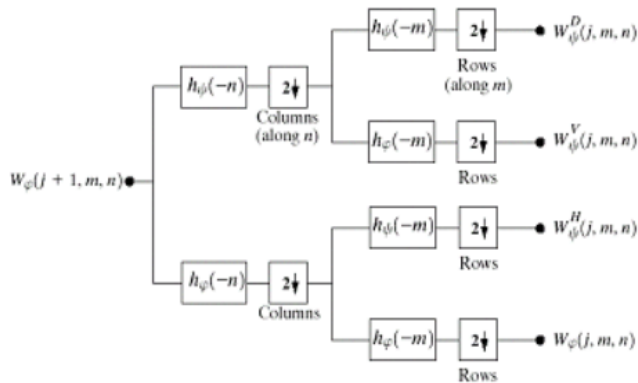 h_ψ(−m) 2↓ W_ψ^D(j, m, n)
Rows
(along m)
h_ψ(−n) 2↓
Columns
(along n)
h_φ(−m) 2↓ W_ψ^V(j, m, n)
Rows
W_φ(j + 1, m, n)
h_ψ(−m) 2↓ W_ψ^H(j, m, n)
Rows
h_φ(−n) 2↓
Columns
h_φ(−m) 2↓ W_φ(j, m, n)
Rows